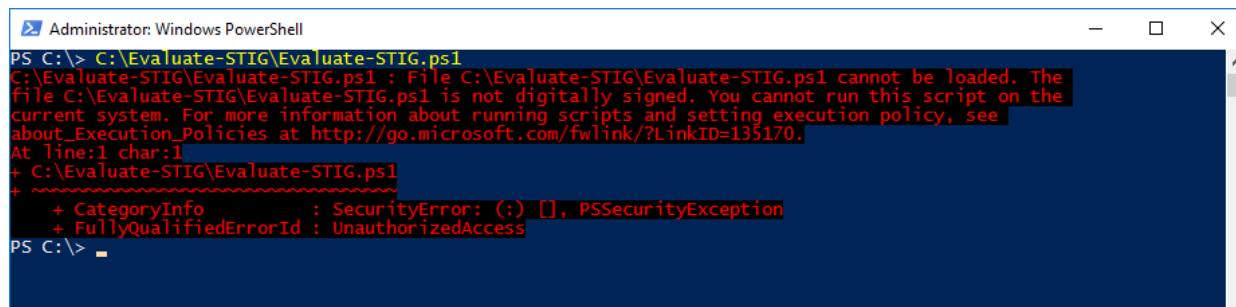 Administrator: Windows PowerShell
PS C:\> C:\Evaluate-STIG\Evaluate-STIG.ps1
C:\Evaluate-STIG\Evaluate-STIG.ps1 : File C:\Evaluate-STIG\Evaluate-STIG.ps1 cannot be loaded. The
file C:\Evaluate-STIG\Evaluate-STIG.ps1 is not digitally signed. You cannot run this script on the
current system. For more information about running scripts and setting execution policy, see
about_Execution_Policies at http://go.microsoft.com/fwlink/?LinkID=135170.
At line:1 char:1
+ C:\Evaluate-STIG\Evaluate-STIG.ps1
+ ~~~~~~~~~~~~~~~~~~~~~~~~~~~~~~~~~~
    + CategoryInfo          : SecurityError: (:) [], PSSecurityException
    + FullyQualifiedErrorId : UnauthorizedAccess
PS C:\> _